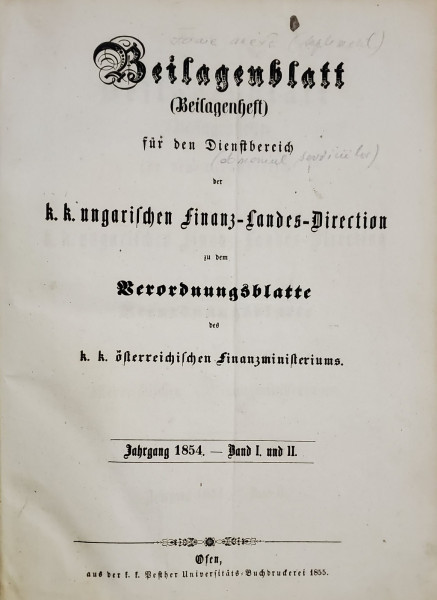 Beilagenblatt
(Beilagenheft)
für den Dienstbereich
der
k. k. ungarischen Finanz-Landes-Direction
zu dem
Verordnungsblatte
des
k. k. österreichischen Finanzministeriums.
Jahrgang 1854. — Band I. und II.
Ofen,
aus der k. k. Pesther Universitäts-Buchdruckerei 1855.